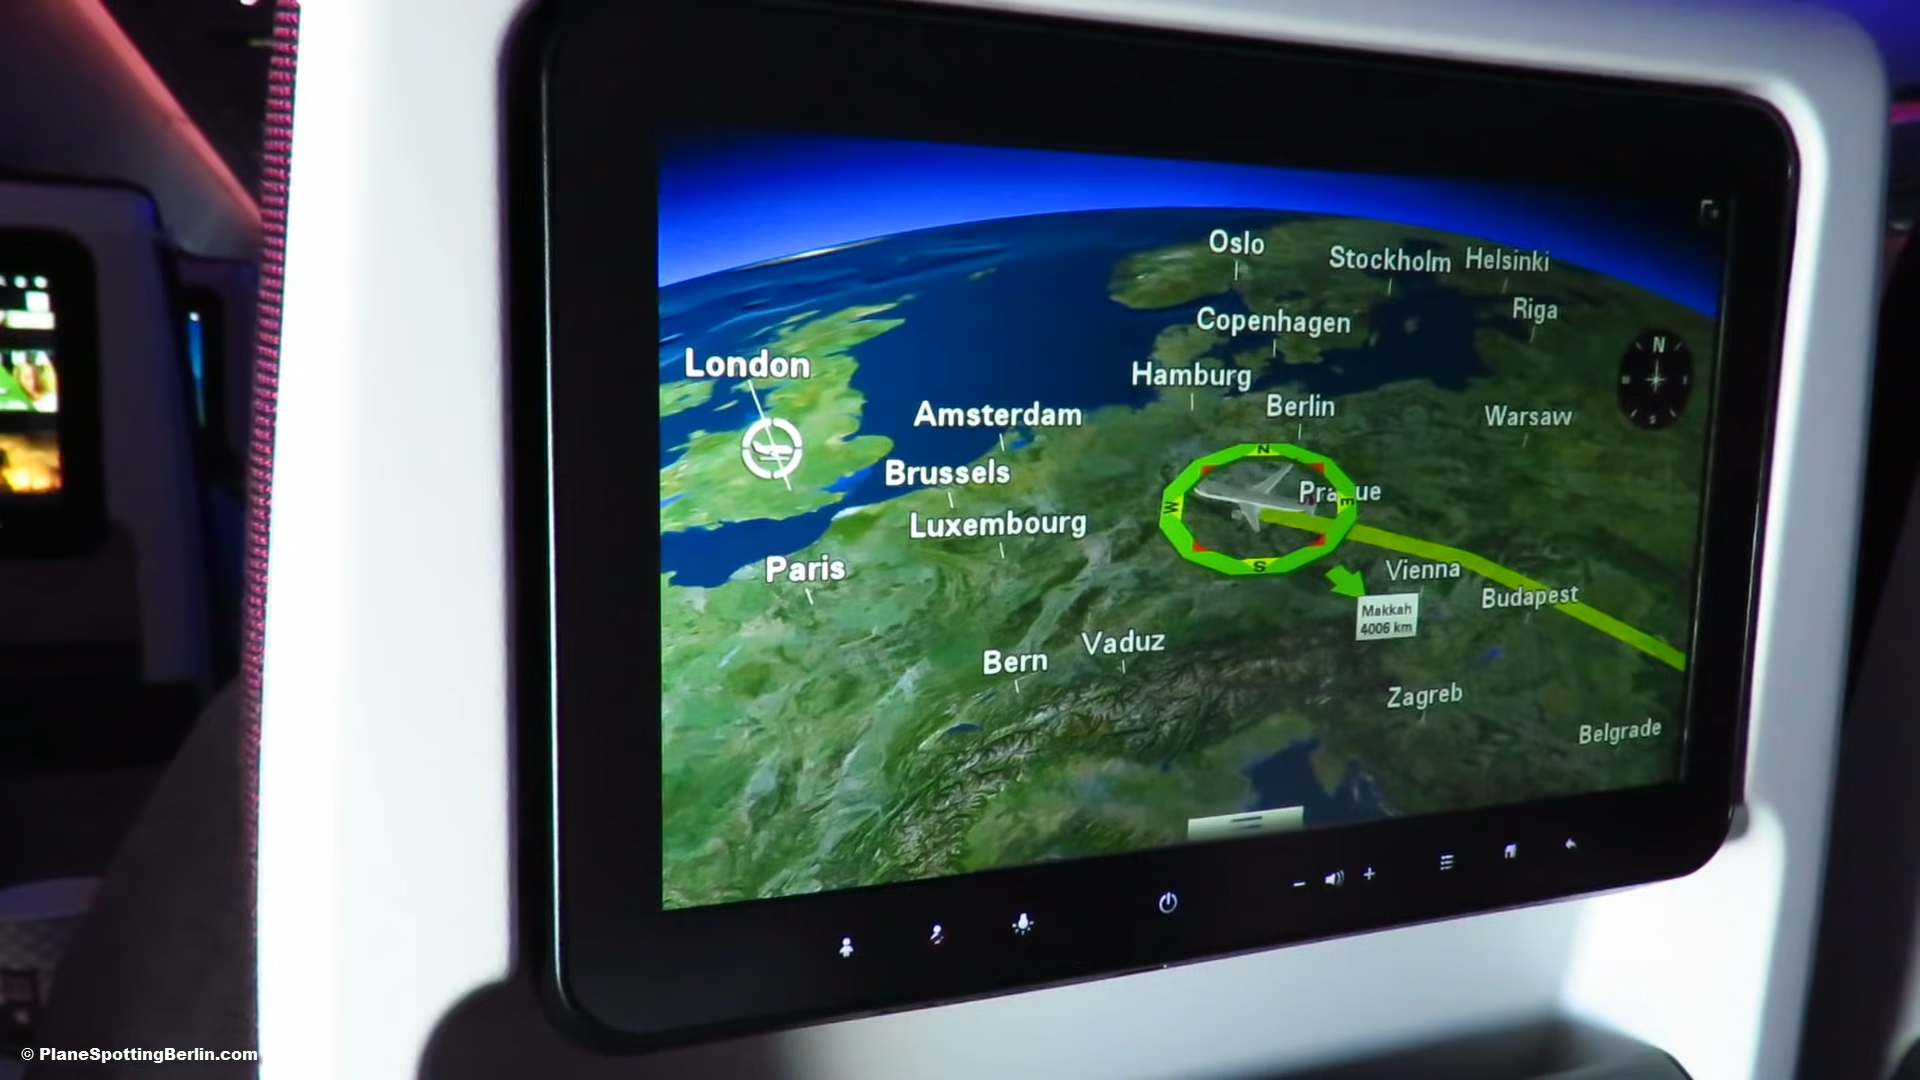 Oslo
Stockholm
Helsinki
Riga
Copenhagen
N
S
London
Hamburg
Berlin
Amsterdam
Warsaw
Brussels
N
W
E
S
Prague
Luxembourg
Paris
Vienna
Budapest
Makkah
4006 km
Bern
Vaduz
Zagreb
Belgrade
© PlaneSpottingBerlin.com